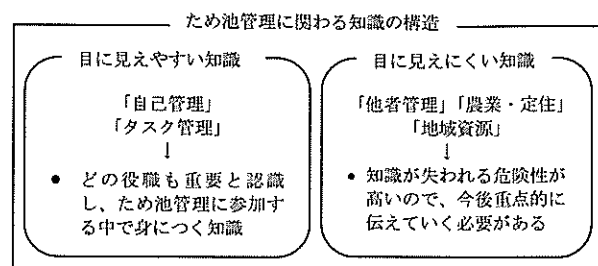 ため池管理に関わる知識の構造
目に見えやすい知識
「自己管理」
「タスク管理」
↓
● どの役職も重要と認識
し、ため池管理に参加す
る中で身につく知識
目に見えにくい知識
「他者管理」「農業・定住」
「地域資源」
↓
● 知識が失われる危険性が
高いので、今後重点的に
伝えていく必要がある